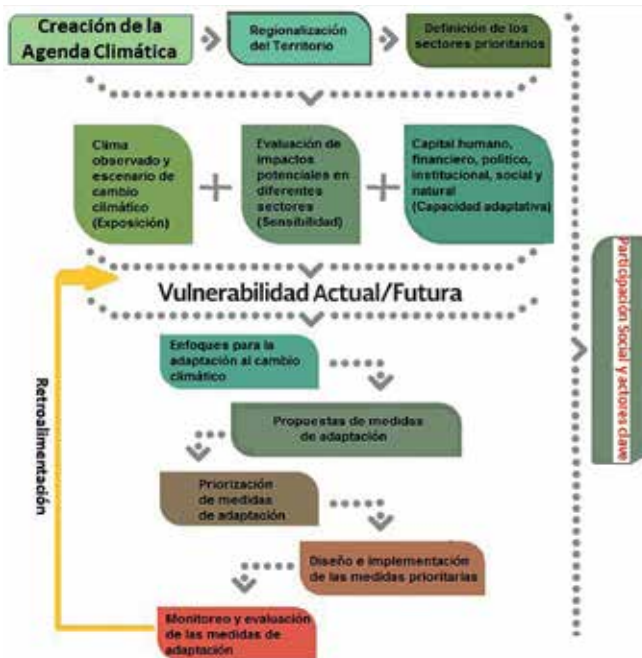 Creación de la
Agenda Climática
Regionalización
del Territorio
Definición de los
sectores prioritarios
Clima
observado y
escenario de
cambio
climático
(Exposición)
+
Evaluación de
impactos
potenciales en
diferentes
sectores
(Sensibilidad)
+
Capital humano,
financiero, político,
institucional, social y
natural
(Capacidad adaptativa)
Vulnerabilidad Actual/Futura
Enfoques para la
adaptación al cambio
climático
Propuestas de medidas
de adaptación
Priorización
de medidas
de adaptación
Diseño e implementación
de las medidas prioritarias
Monitoreo y evaluación
de las medidas de
adaptación
Retroalimentación
Participación Social y actores clave